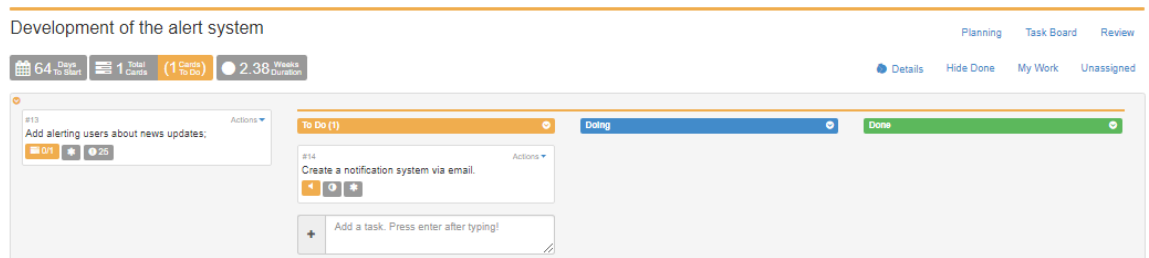 Development of the alert system
Planning Task Board Review
64 Days To Start 1 Total Cards (1 Cards To Do) 2.38 Weeks Duration
Details Hide Done My Work Unassigned
#13 Actions
Add alerting users about news updates;
0/1 25
To Do (1) Doing Done
#14 Actions
Create a notification system via email.
Add a task. Press enter after typing!